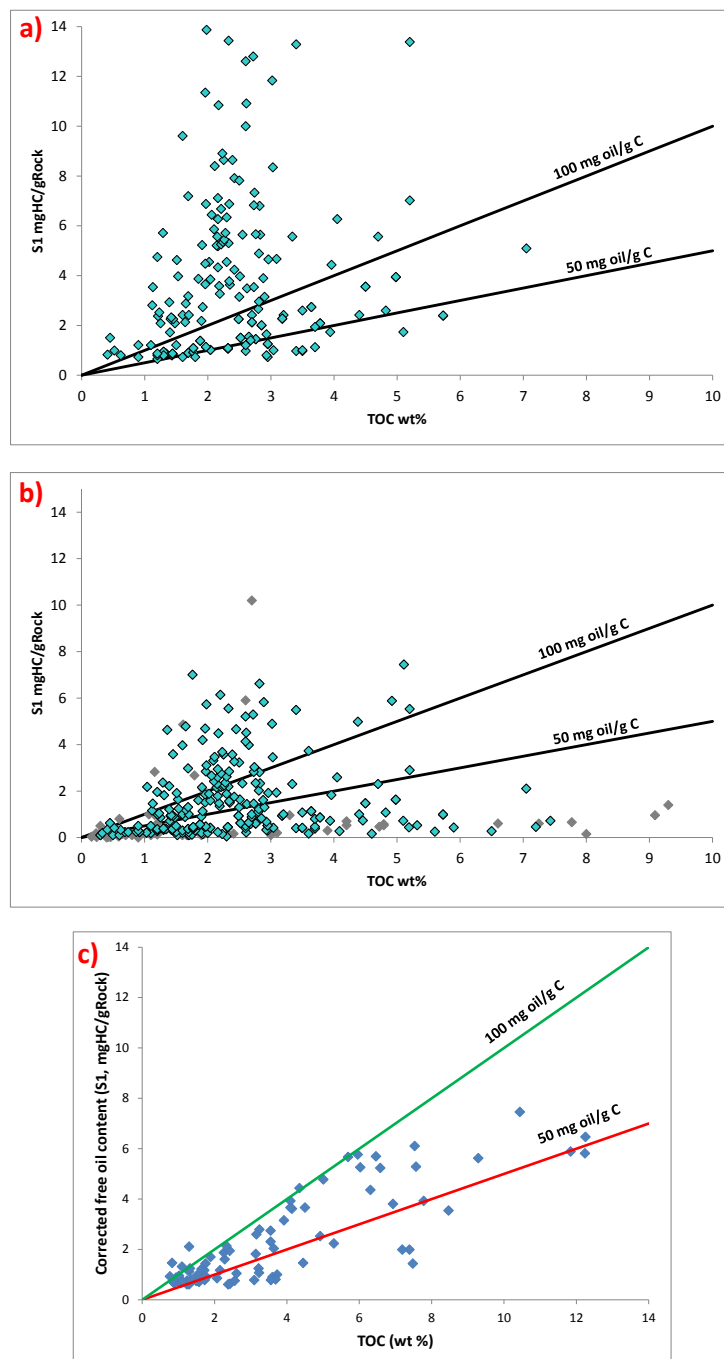 a)
14
12
10
8
6
4
2
0
S1 mgHC/gRock
100 mg oil/g C
50 mg oil/g C
0 1 2 3 4 5 6 7 8 9 10
TOC wt%
b)
14
12
10
8
6
4
2
0
S1 mgHC/gRock
100 mg oil/g C
50 mg oil/g C
0 1 2 3 4 5 6 7 8 9 10
TOC wt%
c)
14
12
10
8
6
4
2
0
Corrected free oil content (S1, mgHC/gRock)
100 mg oil/g C
50 mg oil/g C
0 2 4 6 8 10 12 14
TOC (wt %)